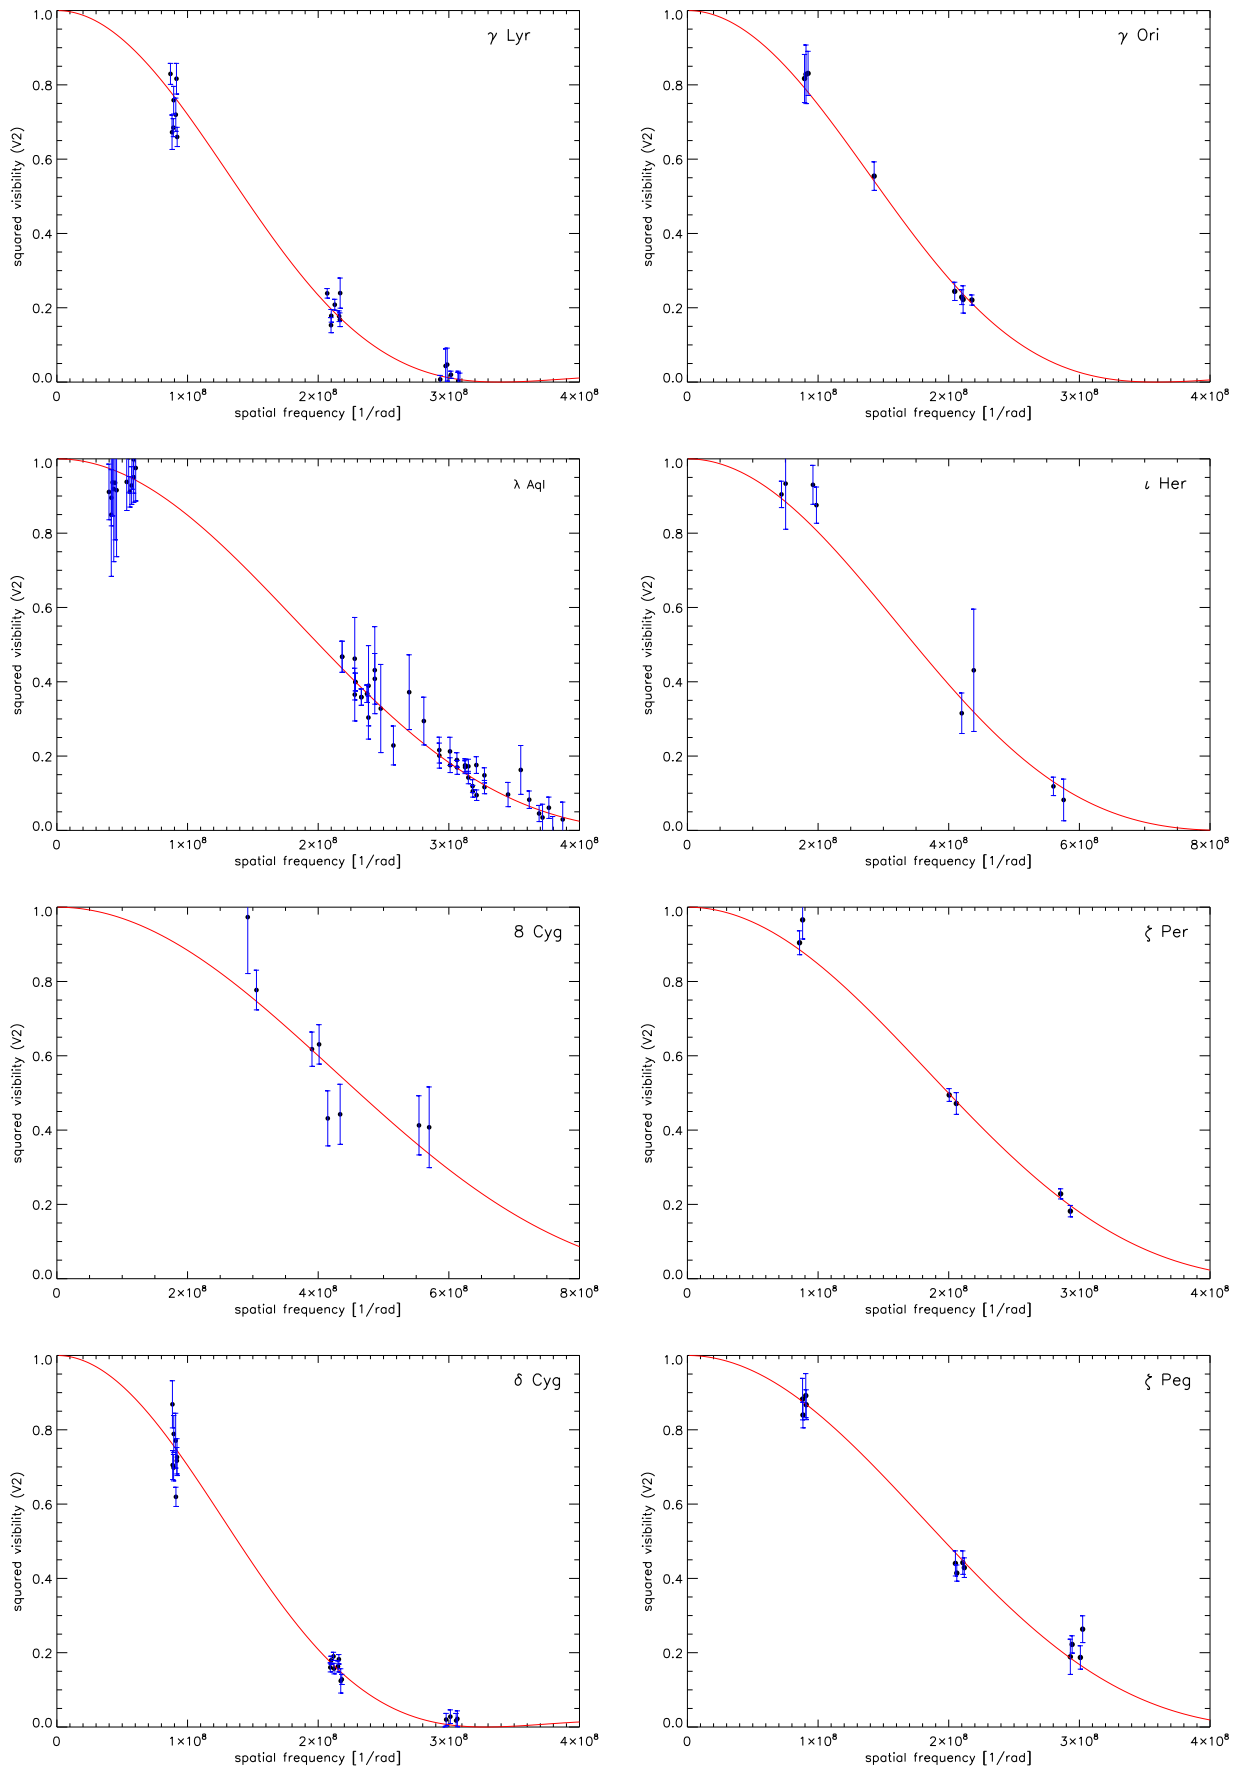 γ Lyr
squared visibility (V2)
1.0
0.8
0.6
0.4
0.2
0.0
0 1×10⁸ 2×10⁸ 3×10⁸ 4×10⁸
spatial frequency [1/rad]
γ Ori
squared visibility (V2)
1.0
0.8
0.6
0.4
0.2
0.0
0 1×10⁸ 2×10⁸ 3×10⁸ 4×10⁸
spatial frequency [1/rad]
λ Aql
squared visibility (V2)
1.0
0.8
0.6
0.4
0.2
0.0
0 1×10⁸ 2×10⁸ 3×10⁸ 4×10⁸
spatial frequency [1/rad]
ι Her
squared visibility (V2)
1.0
0.8
0.6
0.4
0.2
0.0
0 2×10⁸ 4×10⁸ 6×10⁸ 8×10⁸
spatial frequency [1/rad]
8 Cyg
squared visibility (V2)
1.0
0.8
0.6
0.4
0.2
0.0
0 2×10⁸ 4×10⁸ 6×10⁸ 8×10⁸
spatial frequency [1/rad]
ζ Per
squared visibility (V2)
1.0
0.8
0.6
0.4
0.2
0.0
0 1×10⁸ 2×10⁸ 3×10⁸ 4×10⁸
spatial frequency [1/rad]
δ Cyg
squared visibility (V2)
1.0
0.8
0.6
0.4
0.2
0.0
0 1×10⁸ 2×10⁸ 3×10⁸ 4×10⁸
spatial frequency [1/rad]
ζ Peg
squared visibility (V2)
1.0
0.8
0.6
0.4
0.2
0.0
0 1×10⁸ 2×10⁸ 3×10⁸ 4×10⁸
spatial frequency [1/rad]